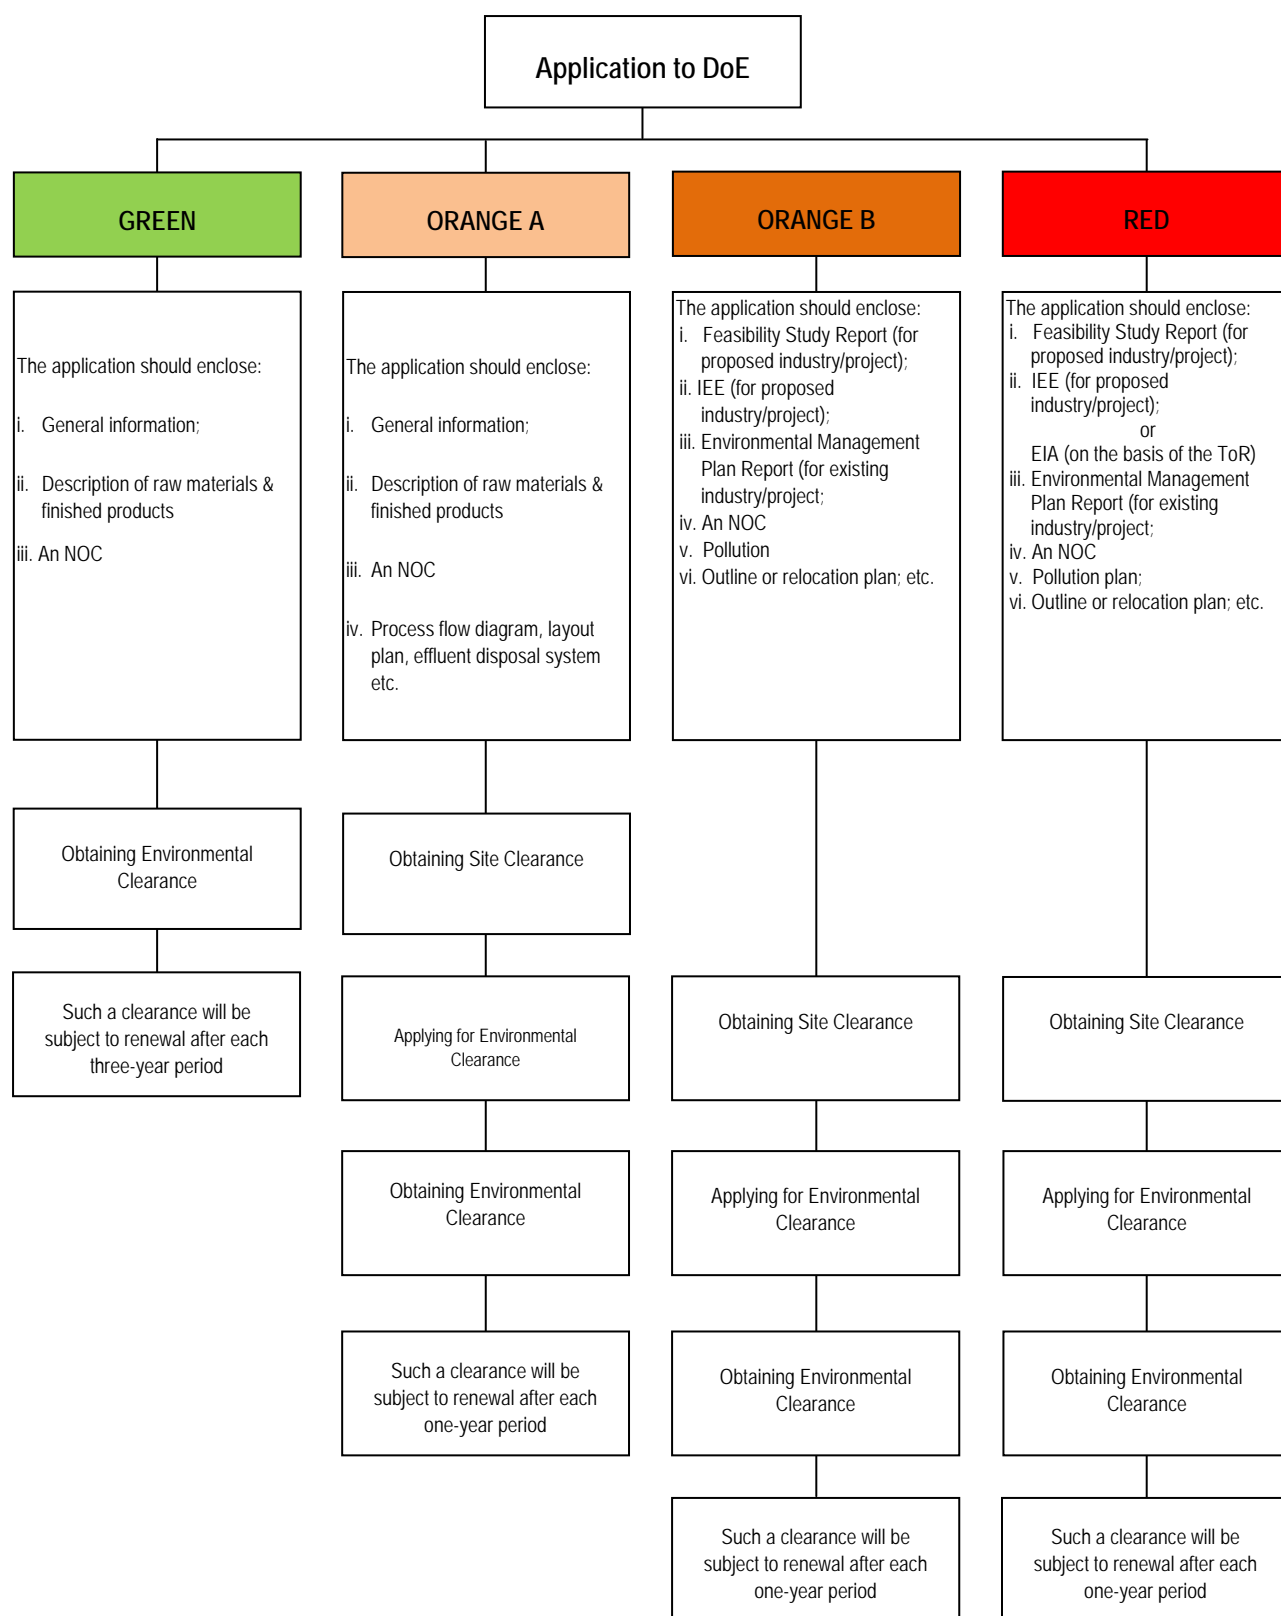 Application to DoE
GREEN
ORANGE A
ORANGE B
RED
The application should enclose:
i. General information;
ii. Description of raw materials &
finished products
iii. An NOC
The application should enclose:
i. General information;
ii. Description of raw materials &
finished products
iii. An NOC
iv. Process flow diagram, layout
plan, effluent disposal system
etc.
The application should enclose:
i. Feasibility Study Report (for
proposed industry/project);
ii. IEE (for proposed
industry/project);
iii. Environmental Management
Plan Report (for existing
industry/project;
iv. An NOC
v. Pollution
vi. Outline or relocation plan; etc.
The application should enclose:
i. Feasibility Study Report (for
proposed industry/project);
ii. IEE (for proposed
industry/project);
or
EIA (on the basis of the ToR)
iii. Environmental Management
Plan Report (for existing
industry/project;
iv. An NOC
v. Pollution plan;
vi. Outline or relocation plan; etc.
Obtaining Environmental
Clearance
Such a clearance will be
subject to renewal after each
three-year period
Obtaining Site Clearance
Applying for Environmental
Clearance
Obtaining Environmental
Clearance
Such a clearance will be
subject to renewal after each
one-year period
Obtaining Site Clearance
Applying for Environmental
Clearance
Obtaining Environmental
Clearance
Such a clearance will be
subject to renewal after each
one-year period
Obtaining Site Clearance
Applying for Environmental
Clearance
Obtaining Environmental
Clearance
Such a clearance will be
subject to renewal after each
one-year period